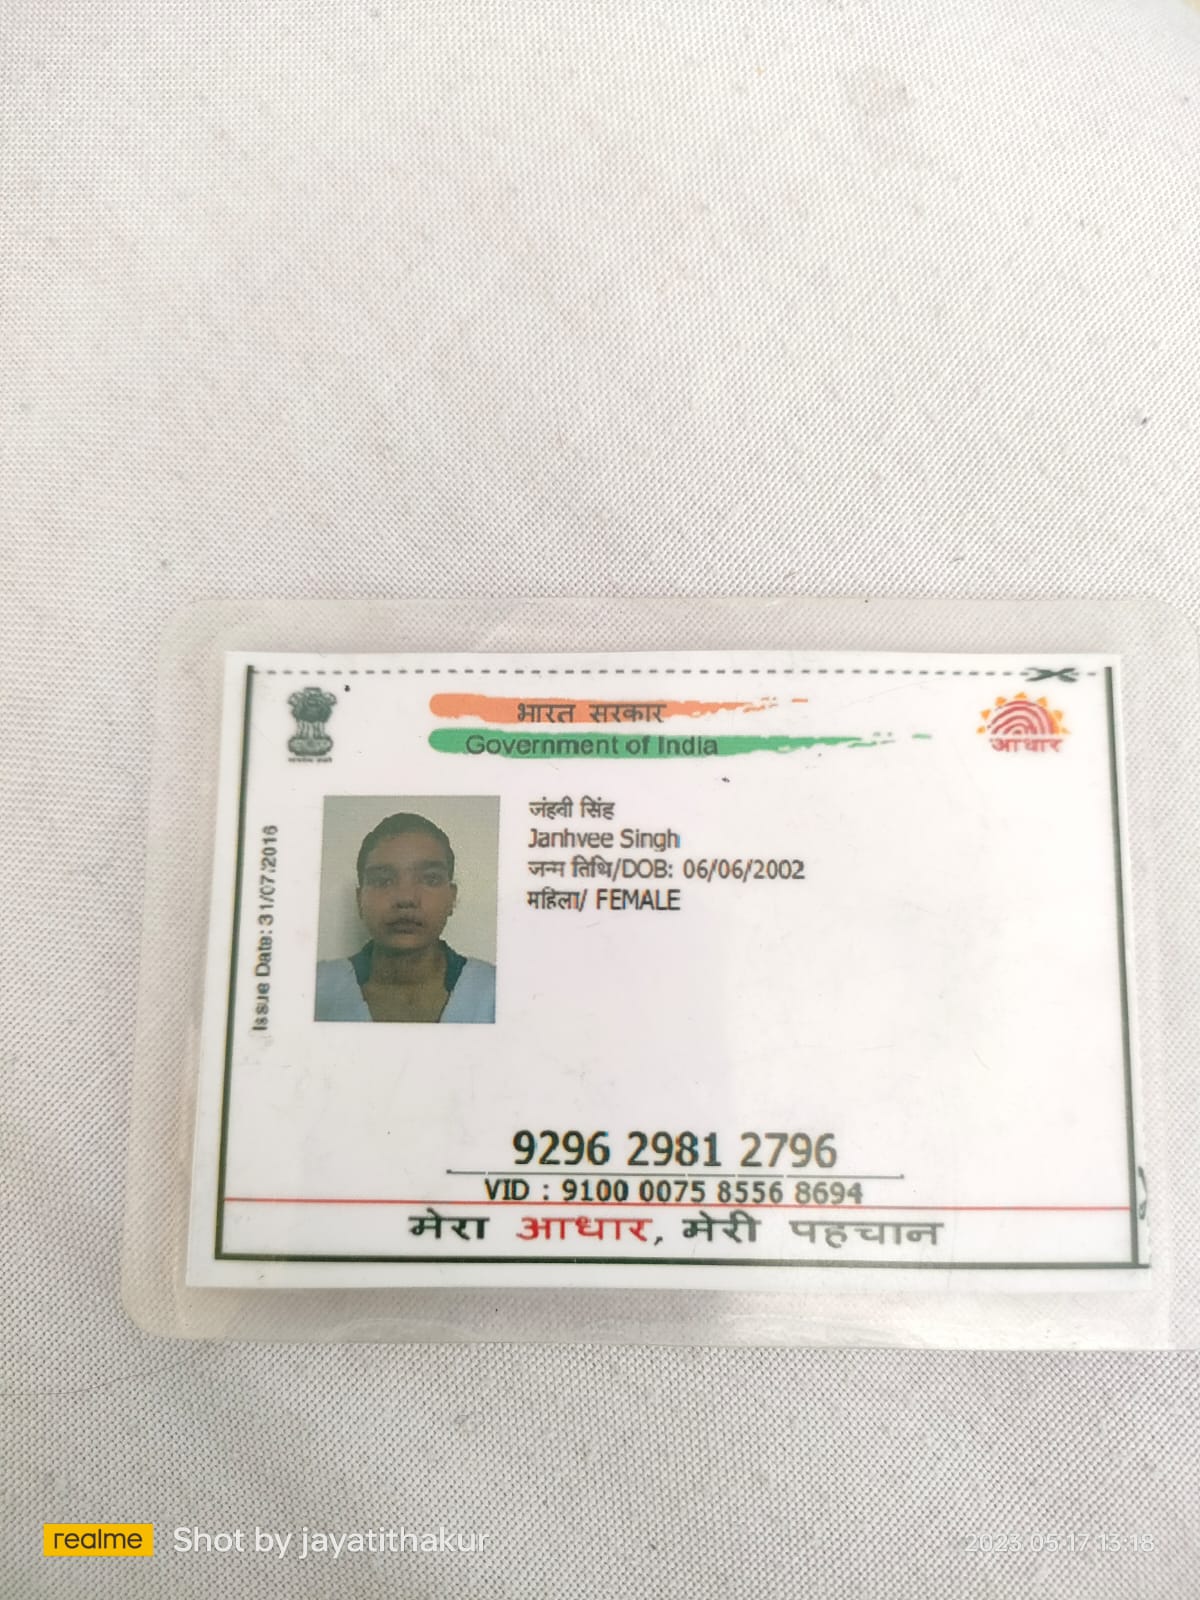 भारत सरकार
Government of India
आधार
Issue Date: 31/07/2016
जंहवी सिंह
Janhvee Singh
जन्म तिथि/DOB: 06/06/2002
महिला/ FEMALE
9296 2981 2796
VID : 9100 0075 8556 8694
मेरा आधार, मेरी पहचान
realme Shot by jayatithakur
2023 05 17 13:18